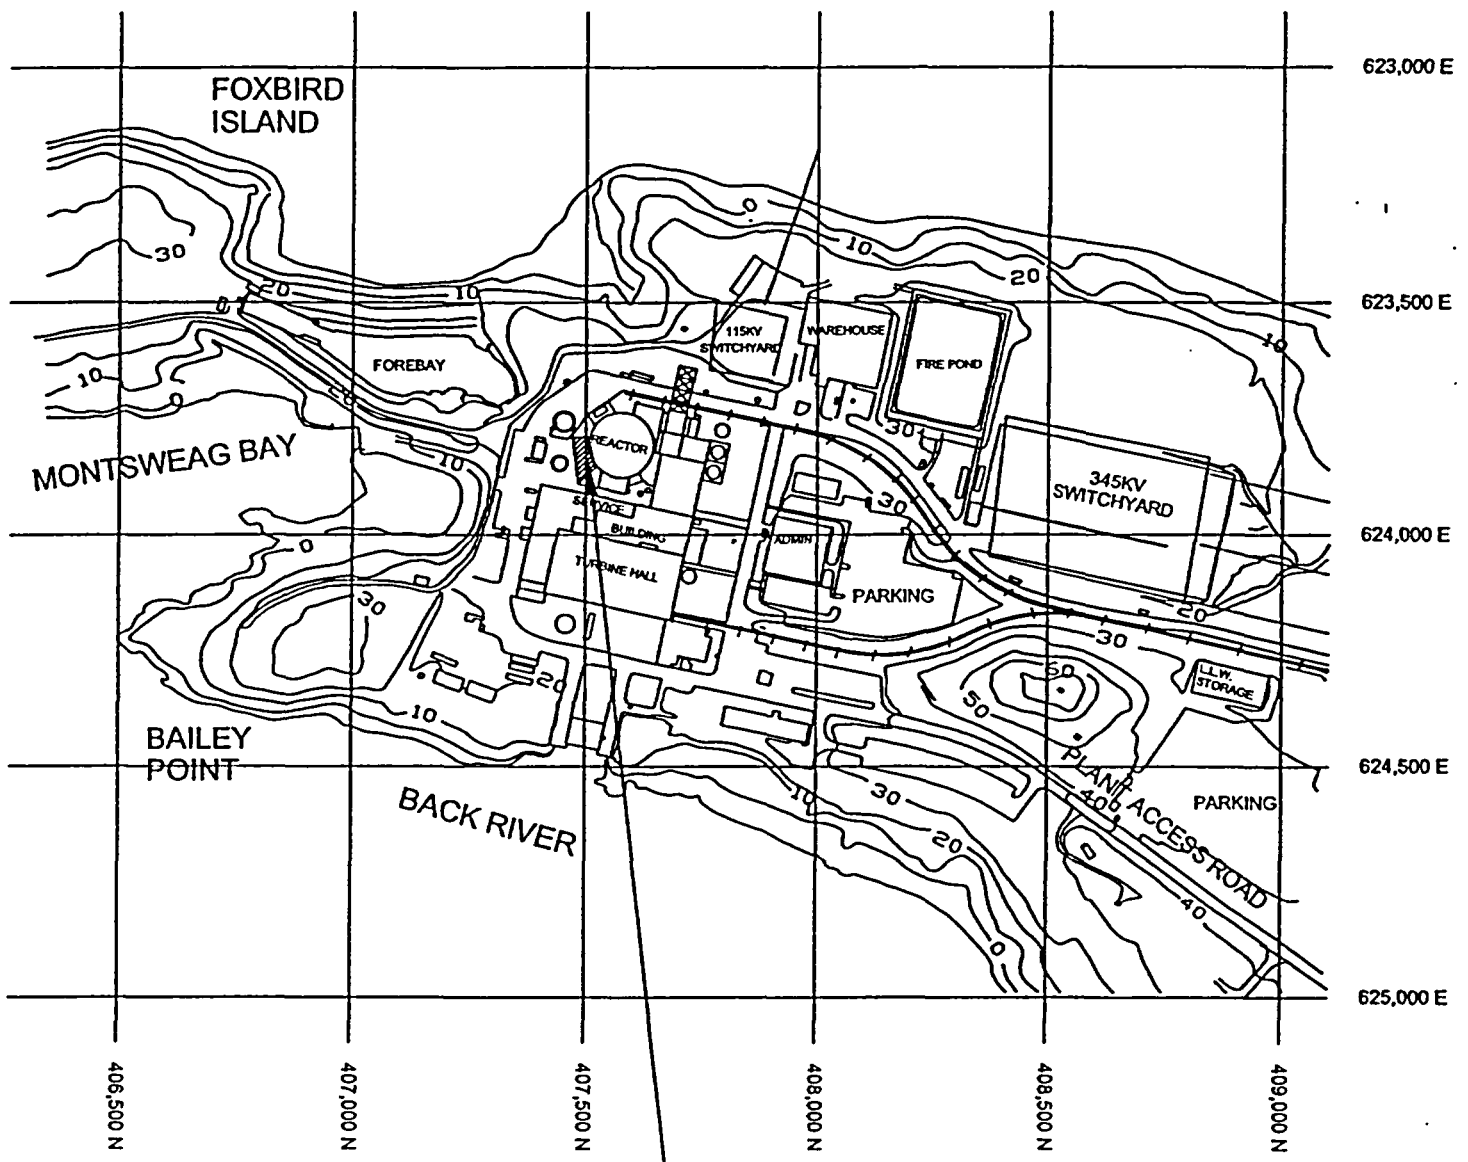 623,000 E
FOXBIRD
ISLAND
0
10
20
30
20
10
623,500 E
115KV
SWITCHYARD
WAREHOUSE
FIRE POND
10
FOREBAY
10
20
0
30
REACTOR
MONTSWEAG BAY
10
345KV
SWITCHYARD
30
SERVICE
BUILDING
ADMIN
624,000 E
0
TURBINE HALL
30
PARKING
20
30
60
L.L.W.
STORAGE
20
50
10
BAILEY
POINT
PLANT ACCESS ROAD
624,500 E
BACK RIVER
10
30
40
PARKING
20
40
0
625,000 E
406,500 N
407,000 N
407,500 N
408,000 N
408,500 N
409,000 N